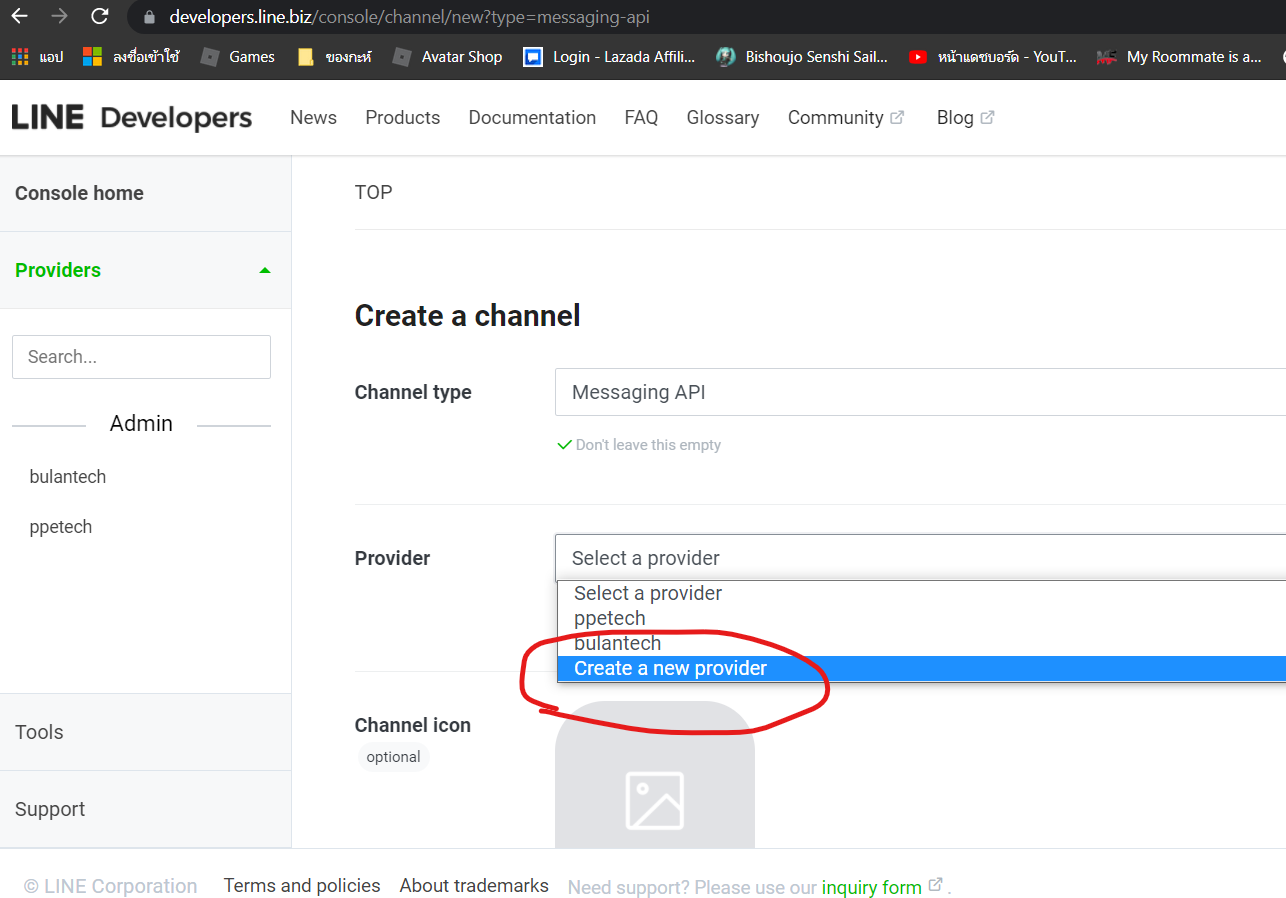 developers.line.biz/console/channel/new?type=messaging-api
แอป ลงชื่อเข้าใช้ Games ของกะห์ Avatar Shop Login - Lazada Affili... Bishoujo Senshi Sail... หน้าแดชบอร์ด - YouT... My Roommate is a...
LINE Developers News Products Documentation FAQ Glossary Community Blog
Console home
Providers
Search...
Admin
bulantech
ppetech
Tools
Support
TOP
Create a channel
Channel type Messaging API
Don't leave this empty
Provider Select a provider
Select a provider
ppetech
bulantech
Create a new provider
Channel icon
optional
© LINE Corporation Terms and policies About trademarks Need support? Please use our inquiry form .